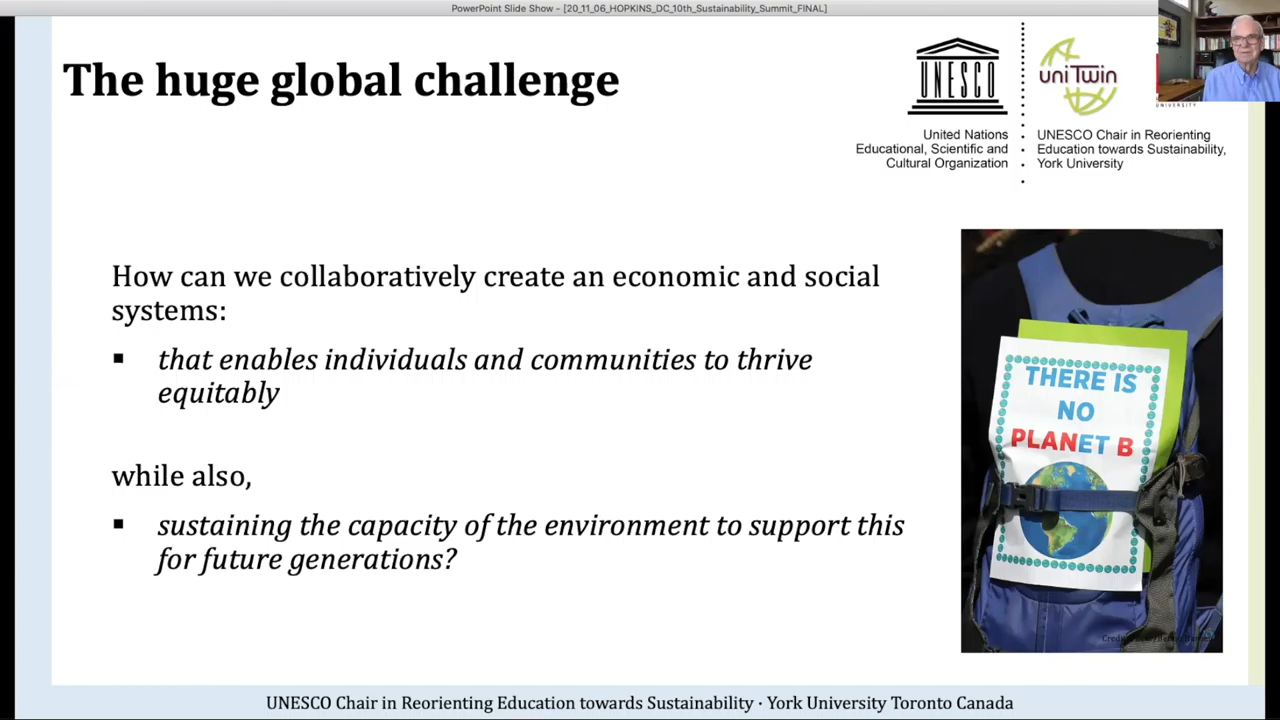 PowerPoint Slide Show – [20_11_06_HOPKINS_DC_10th_Sustainability_Summit_FINAL]
The huge global challenge
UNESCO
uniTwin
UNIVERSITY
United Nations
Educational, Scientific and
Cultural Organization
UNESCO Chair in Reorienting
Education towards Sustainability,
York University
How can we collaboratively create an economic and social
systems:
▪ that enables individuals and communities to thrive
equitably
while also,
▪ sustaining the capacity of the environment to support this
for future generations?
THERE IS
NO
PLANET B
UNESCO Chair in Reorienting Education towards Sustainability · York University Toronto Canada